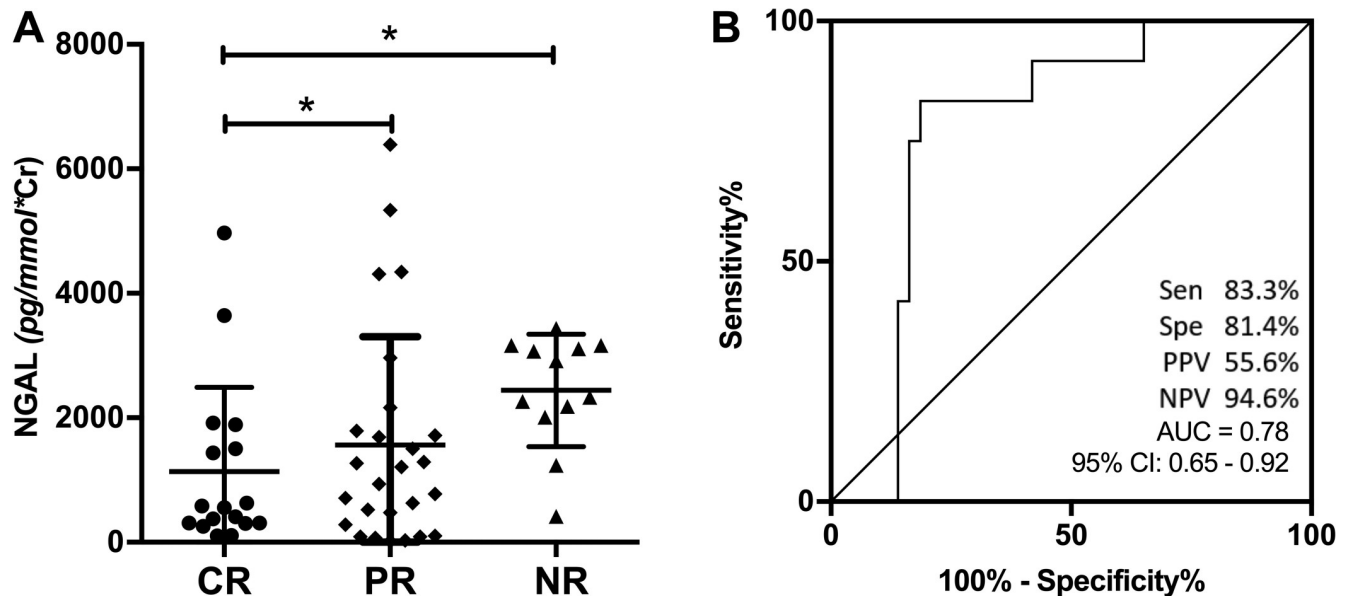 A
*
*
8000
6000
4000
2000
0
NGAL (pg/mmol*Cr)
CR PR NR
B
100
50
0
Sensitivity%
Sen 83.3%
Spe 81.4%
PPV 55.6%
NPV 94.6%
AUC = 0.78
95% CI: 0.65 - 0.92
0 50 100
100% - Specificity%